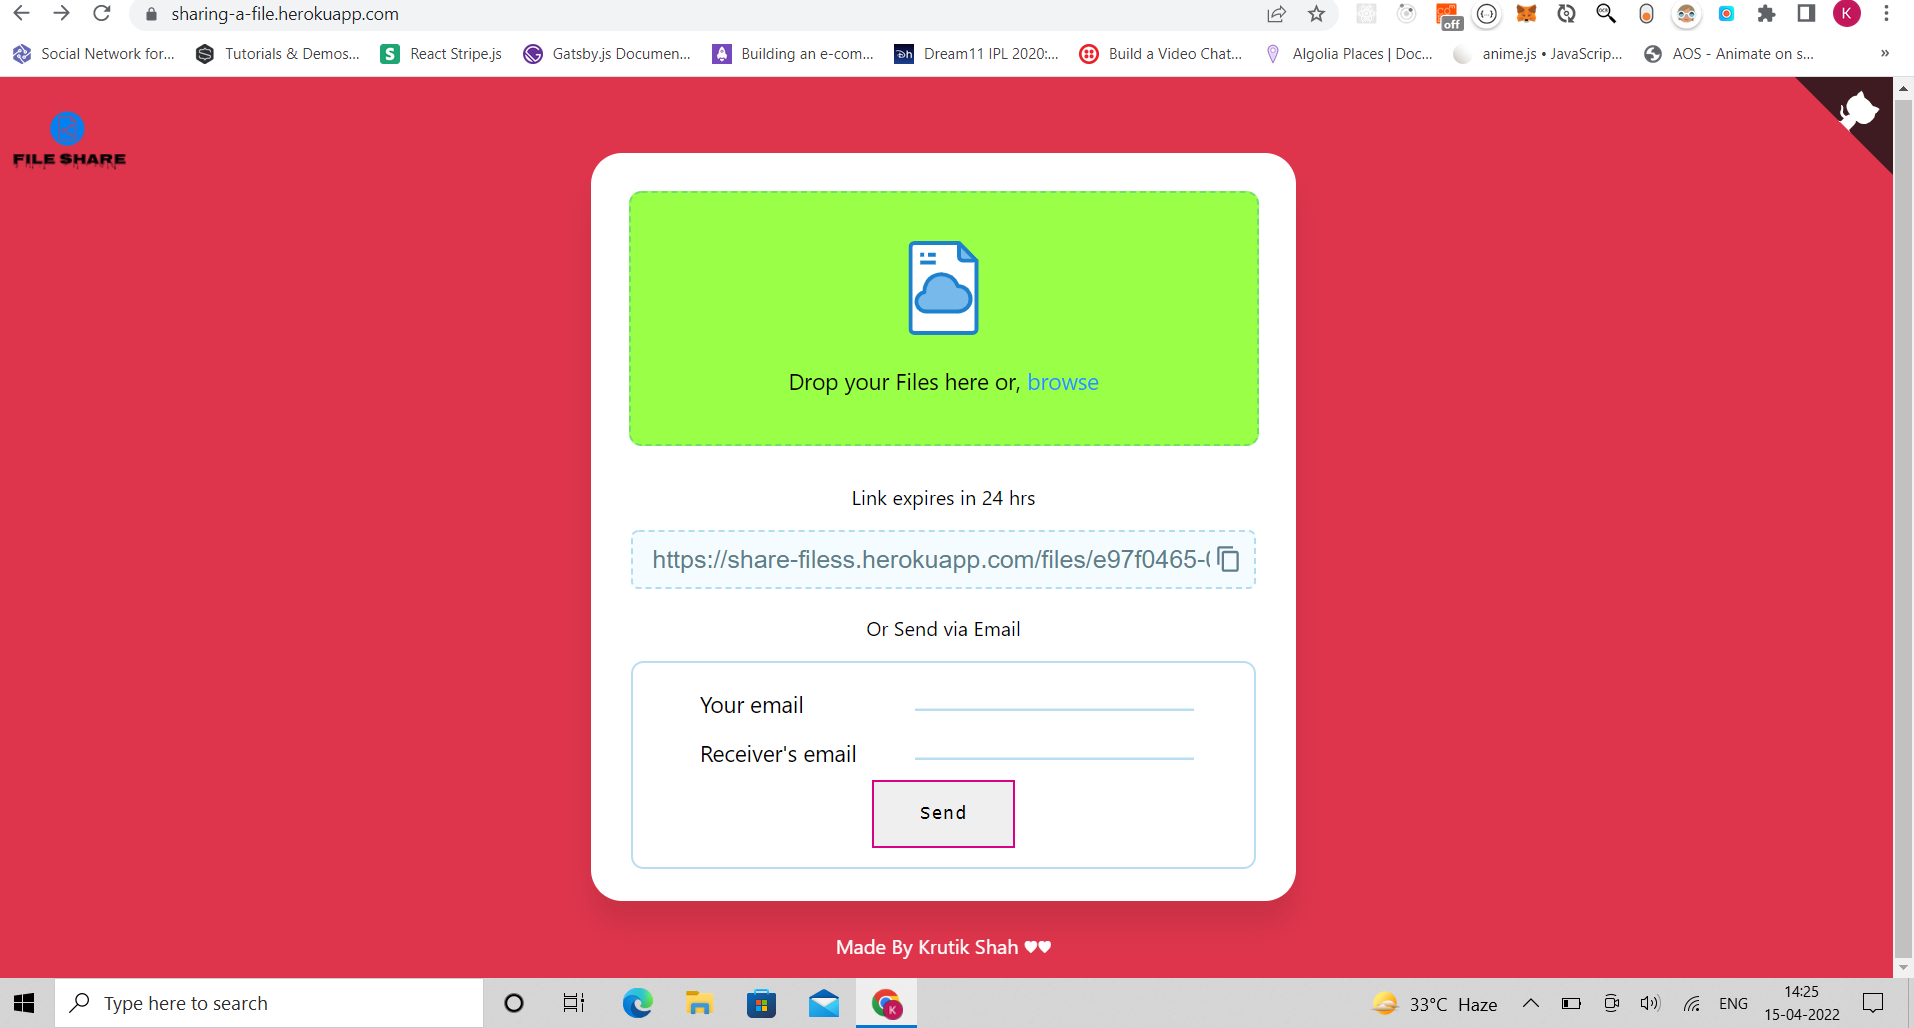 sharing-a-file.herokuapp.com
off
K
Social Network for...
Tutorials & Demos...
S
React Stripe.js
Gatsby.js Documen...
Building an e-com...
Dream11 IPL 2020:...
Build a Video Chat...
Algolia Places | Doc...
anime.js • JavaScrip...
AOS - Animate on s...
»
FILE SHARE
Drop your Files here or, browse
Link expires in 24 hrs
https://share-filess.herokuapp.com/files/e97f0465-
Or Send via Email
Your email
Receiver's email
Send
Made By Krutik Shah ♥♥
Type here to search
K
33°C Haze
ENG
14:25
15-04-2022